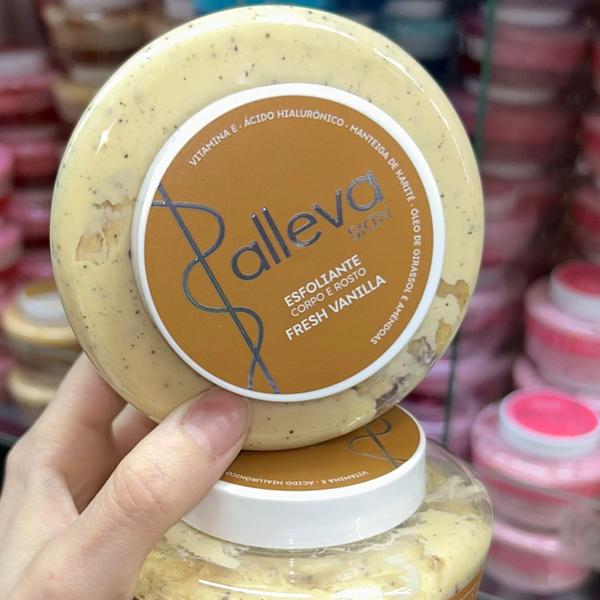 VITAMINA E · ÁCIDO HIALURÔNICO · MANTEIGA DE KARITÉ · ÓLEO DE GIRASSOL E AMÊNDOAS
alleva
SKIN
ESFOLIANTE
CORPO E ROSTO
FRESH VANILLA
VITAMINA E · ÁCIDO HIALURÔNICO